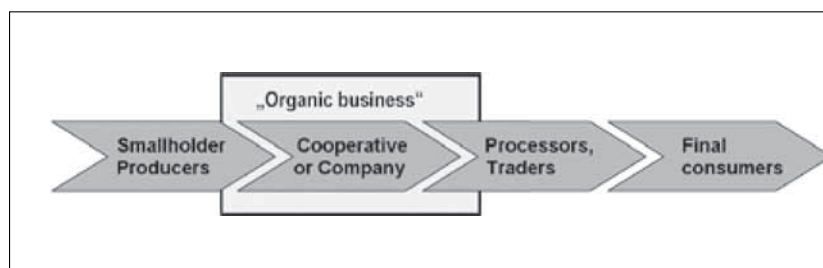 „Organic business“
Smallholder
Producers
Cooperative
or Company
Processors,
Traders
Final
consumers